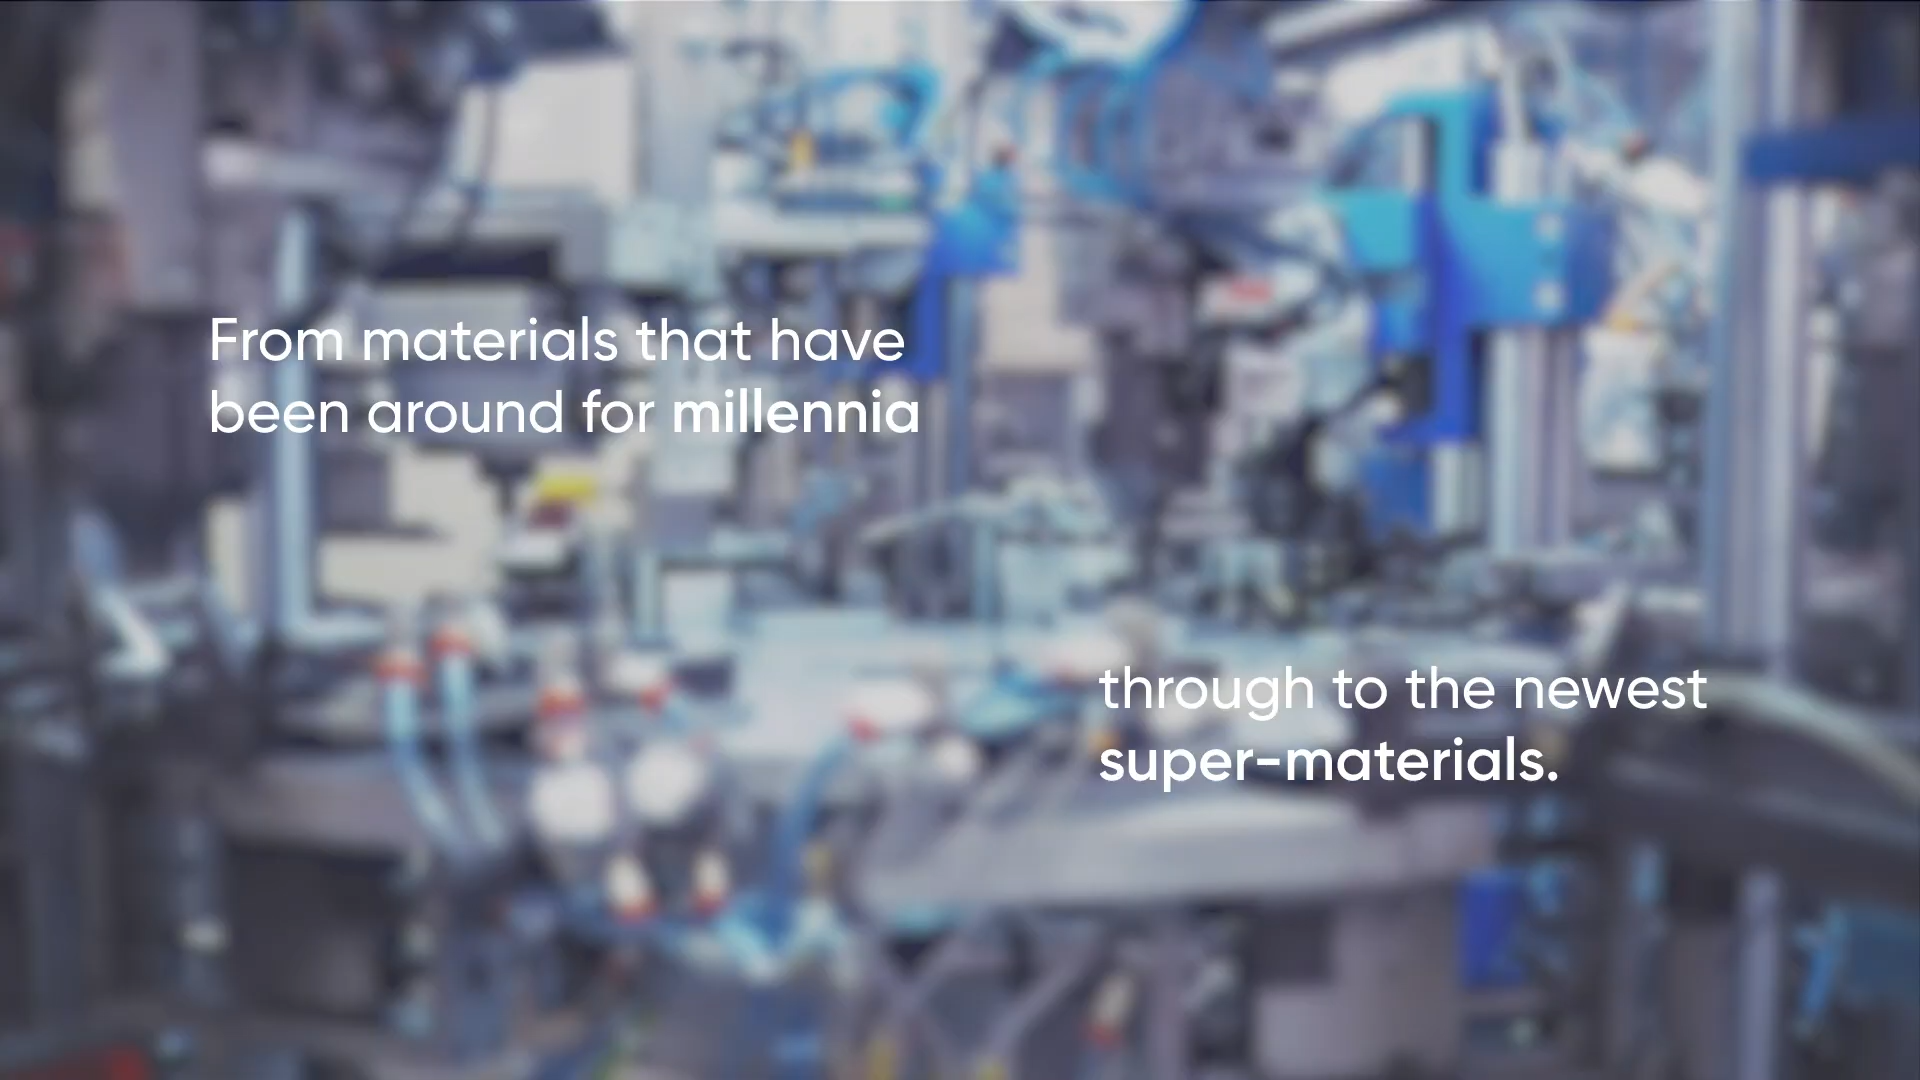 From materials that have
been around for millennia
through to the newest
super-materials.